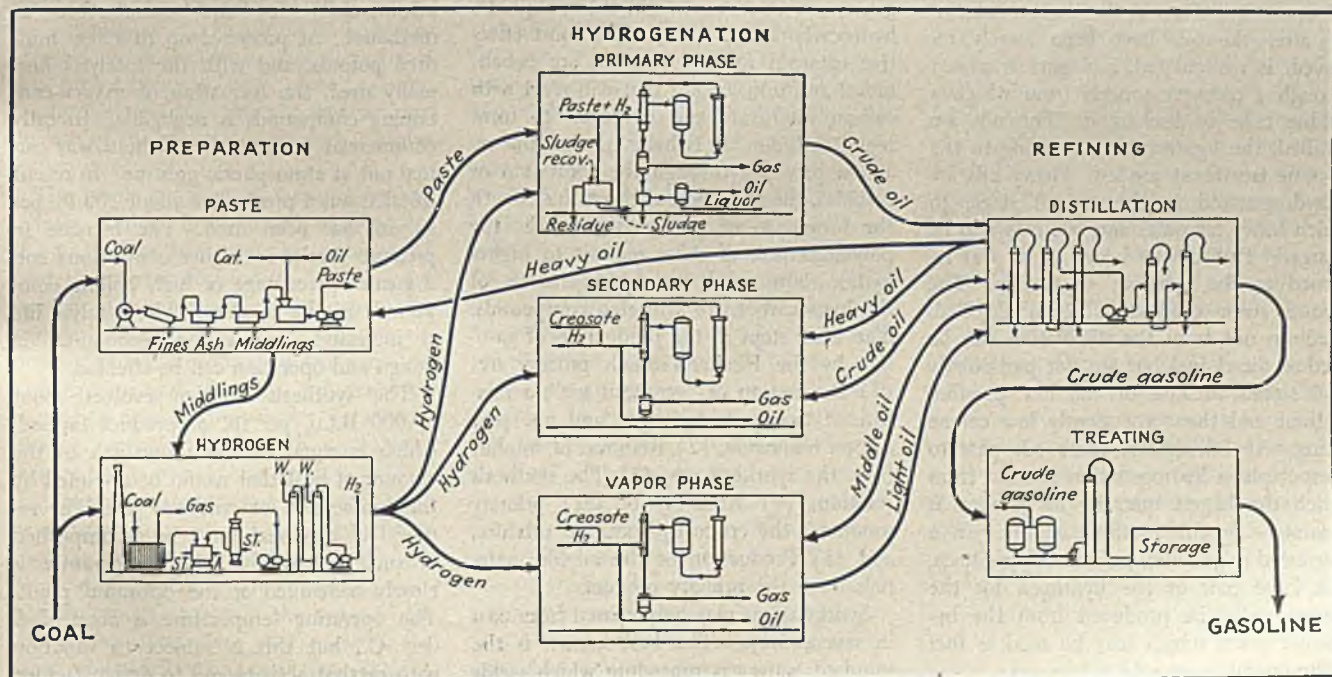 HYDROGENATION
PRIMARY PHASE
Paste + H2
Sludge
recov.
Gas
Oil
Liquor
Residue
Sludge
PREPARATION
PASTE
Coal
Cat.
Oil
Paste
Fines Ash Middlings
Paste
Crude oil
REFINING
DISTILLATION
Heavy oil
SECONDARY PHASE
Creosote
H2
Gas
Oil
Heavy oil
Crude oil
Middlings
HYDROGEN
Coal
Gas
W.
W.
H2
ST.
ST.
A.
Hydrogen
Hydrogen
Hydrogen
VAPOR PHASE
Creosote
H2
Gas
Oil
Middle oil
Light oil
Crude gasoline
TREATING
Crude
gasoline
Storage
COAL
GASOLINE